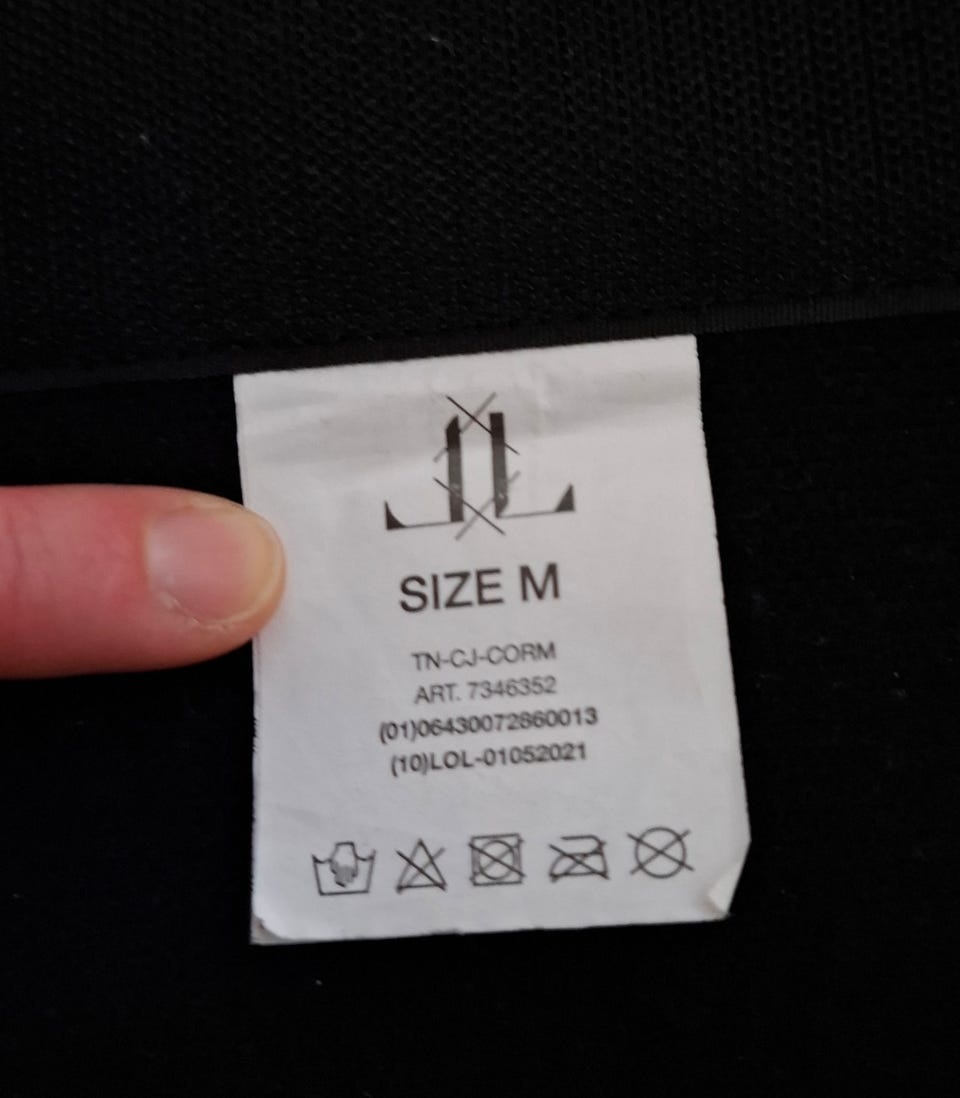 SIZE M
TN-CJ-CORM
ART. 7346352
(01)06430072860013
(10)LOL-01052021